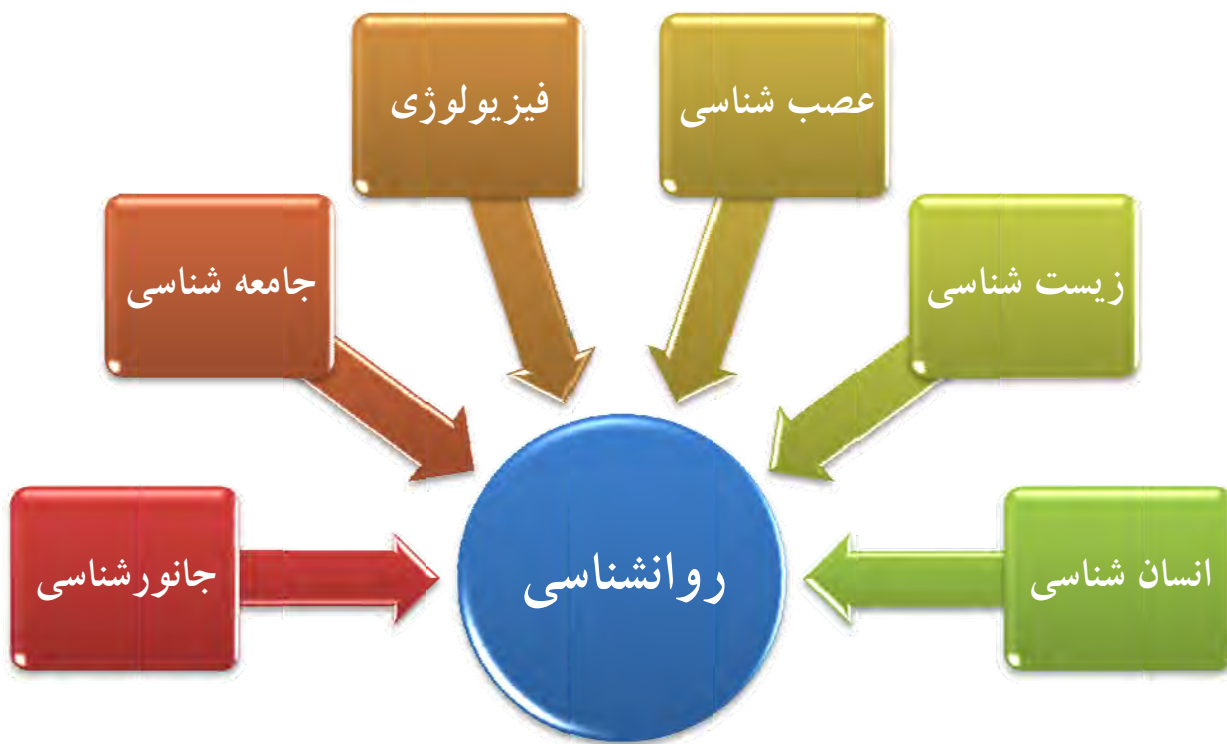 عصب شناسی
فیزیولوژی
زیست شناسی
جامعه شناسی
انسان شناسی
روانشناسی
جانورشناسی